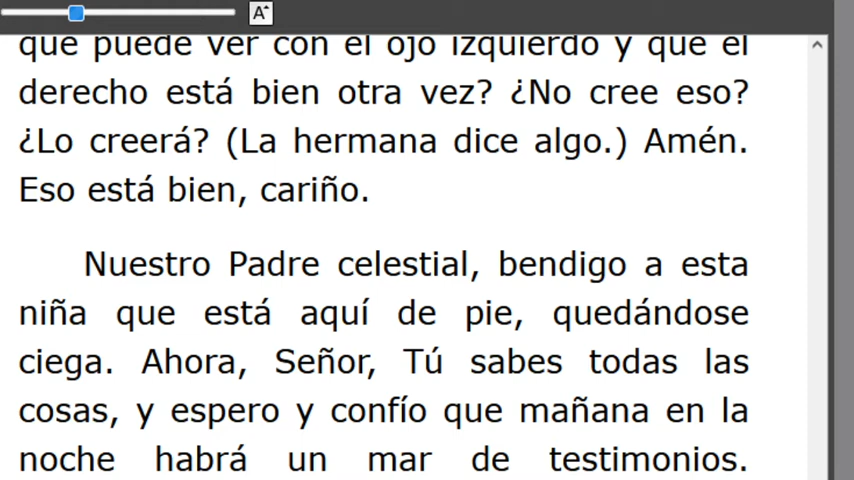 A
que puede ver con el ojo izquierdo y que el
derecho está bien otra vez? ¿No cree eso?
¿Lo creerá? (La hermana dice algo.) Amén.
Eso está bien, cariño.
Nuestro Padre celestial, bendigo a esta
niña que está aquí de pie, quedándose
ciega. Ahora, Señor, Tú sabes todas las
cosas, y espero y confío que mañana en la
noche habrá un mar de testimonios.